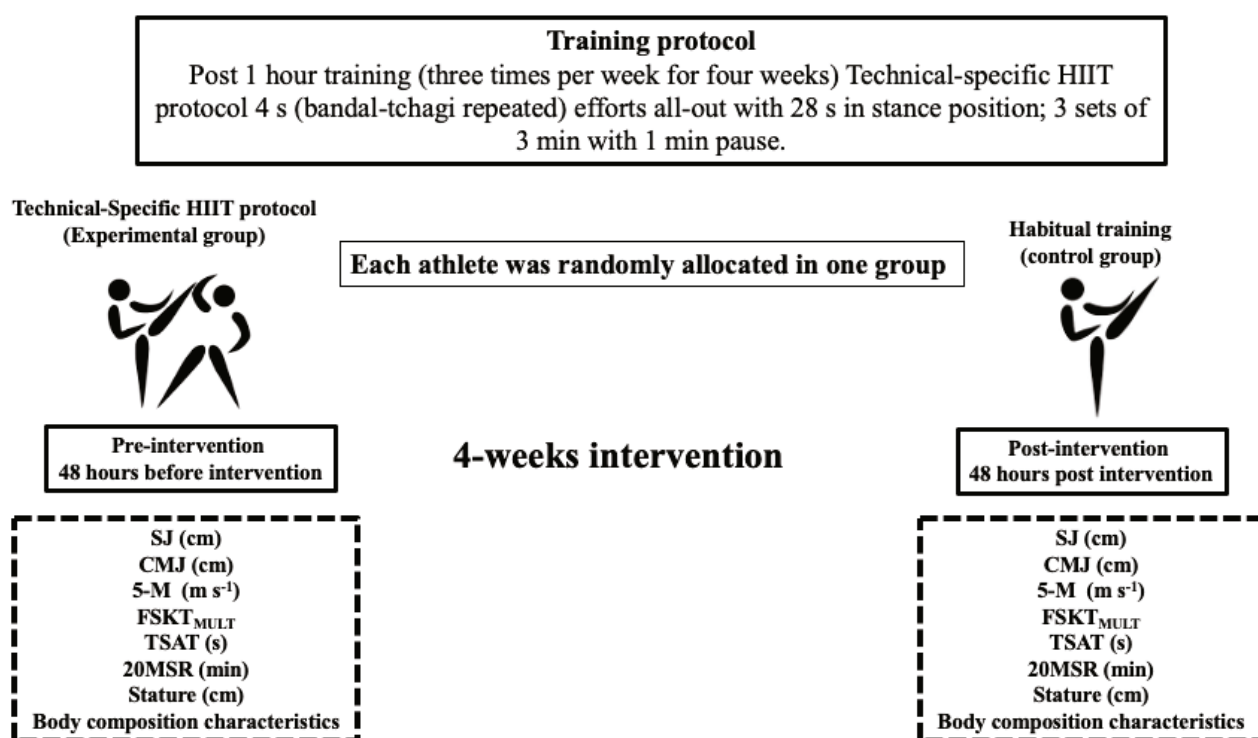 Training protocol
Post 1 hour training (three times per week for four weeks) Technical-specific HIIT
protocol 4 s (bandal-tchagi repeated) efforts all-out with 28 s in stance position; 3 sets of
3 min with 1 min pause.
Technical-Specific HIIT protocol
(Experimental group)
Each athlete was randomly allocated in one group
Habitual training
(control group)
Pre-intervention
48 hours before intervention
4-weeks intervention
Post-intervention
48 hours post intervention
SJ (cm)
CMJ (cm)
5-M (m s⁻¹)
FSKT_MULT
TSAT (s)
20MSR (min)
Stature (cm)
Body composition characteristics
SJ (cm)
CMJ (cm)
5-M (m s⁻¹)
FSKT_MULT
TSAT (s)
20MSR (min)
Stature (cm)
Body composition characteristics